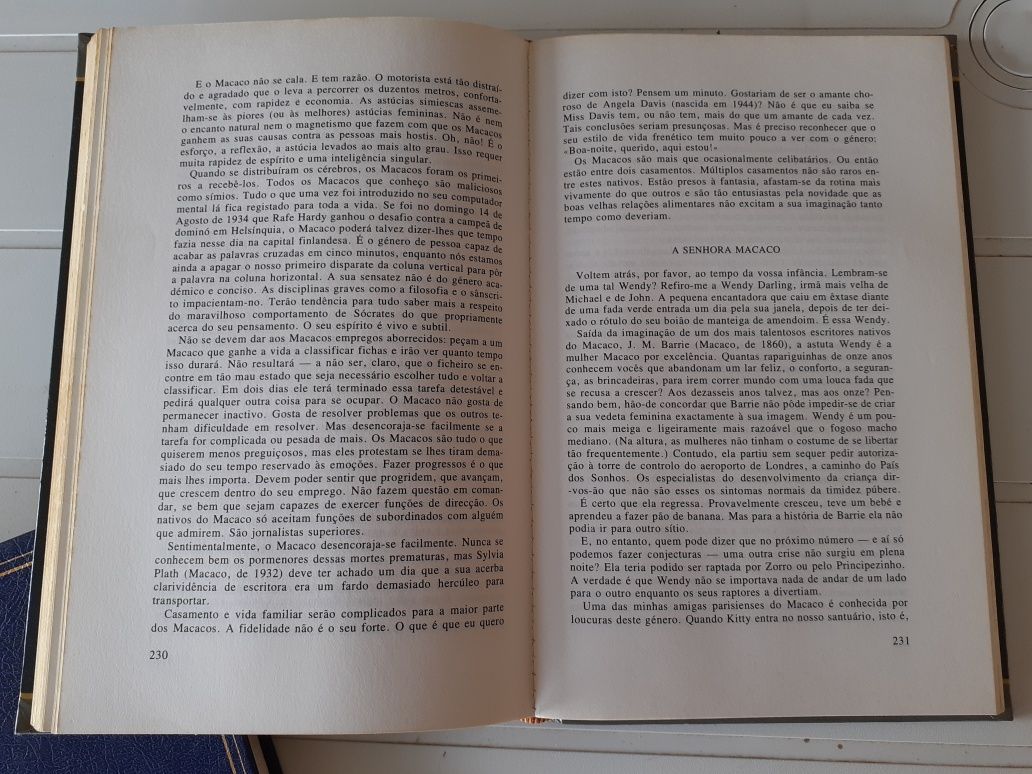 E o Macaco não se cala. E tem razão. O motorista está tão distraí-
do e agradado que o leva a percorrer os duzentos metros, conforta-
velmente, com rapidez e economia. As astúcias simiescas asseme-
lham-se às piores (ou às melhores) astúcias femininas. Não é nem
o encanto natural nem o magnetismo que fazem com que os Macacos
ganhem as suas causas contra as pessoas mais hostis. Oh, não! É o
esforço, a reflexão, a astúcia levados ao mais alto grau. Isso requer
muita rapidez de espírito e uma inteligência singular.
Quando se distribuíram os cérebros, os Macacos foram os primei-
ros a recebê-los. Todos os Macacos que conheço são maliciosos
como símios. Tudo o que uma vez foi introduzido no seu computador
mental lá fica registado para toda a vida. Se foi no domingo 14 de
Agosto de 1934 que Rafe Hardy ganhou o desafio contra a campeã de
dominó em Helsínquia, o Macaco poderá talvez dizer-lhes que tempo
fazia nesse dia na capital finlandesa. É o género de pessoa capaz de
acabar as palavras cruzadas em cinco minutos, enquanto nós estamos
ainda a apagar o nosso primeiro disparate da coluna vertical para pôr
a palavra na coluna horizontal. A sua sensatez não é do género aca-
démico e conciso. As disciplinas graves como a filosofia e o sânscri-
to impacientam-no. Terão tendência para tudo saber mais a respeito
do maravilhoso comportamento de Sócrates do que propriamente
acerca do seu pensamento. O seu espírito é vivo e subtil.
Não se devem dar aos Macacos empregos aborrecidos: peçam a um
Macaco que ganhe a vida a classificar fichas e irão ver quanto tempo
isso durará. Não resultará — a não ser, claro, que o ficheiro se en-
contre em tão mau estado que seja necessário escolher tudo e voltar a
classificar. Em dois dias ele terá terminado essa tarefa detestável e
pedirá qualquer outra coisa para se ocupar. O Macaco não gosta de
permanecer inactivo. Gosta de resolver problemas que os outros te-
nham dificuldade em resolver. Mas desencoraja-se facilmente se a
tarefa for complicada ou pesada de mais. Os Macacos são tudo o que
quiserem menos preguiçosos, mas eles protestam se lhes tiram dema-
siado do seu tempo reservado às emoções. Fazer progressos é o que
mais lhes importa. Devem poder sentir que progridem, que avançam,
que crescem dentro do seu emprego. Não fazem questão em coman-
dar, se bem que sejam capazes de exercer funções de direcção. Os
nativos do Macaco só aceitam funções de subordinados com alguém
que admirem. São jornalistas superiores.
Sentimentalmente, o Macaco desencoraja-se facilmente. Nunca se
conhecem bem os pormenores dessas mortes prematuras, mas Sylvia
Plath (Macaco, de 1932) deve ter achado um dia que a sua acerba
clarividência de escritora era um fardo demasiado hercúleo para
transportar.
Casamento e vida familiar serão complicados para a maior parte
dos Macacos. A fidelidade não é o seu forte. O que é que eu quero
230
dizer com isto? Pensem um minuto. Gostariam de ser o amante cho-
roso de Angela Davis (nascida em 1944)? Não é que eu saiba se
Miss Davis tem, ou não tem, mais do que um amante de cada vez.
Tais conclusões seriam presunçosas. Mas é preciso reconhecer que o
seu estilo de vida frenético tem muito pouco a ver com o género:
«Boa-noite, querido, aqui estou!»
Os Macacos são mais que ocasionalmente celibatários. Ou então
estão entre dois casamentos. Múltiplos casamentos não são raros en-
tre estes nativos. Estão presos à fantasia, afastam-se da rotina mais
vivamente do que outros e são tão entusiastas pela novidade que as
boas velhas relações alimentares não excitam a sua imaginação tanto
tempo como deveriam.
A SENHORA MACACO
Voltem atrás, por favor, ao tempo da vossa infância. Lembram-se
de uma tal Wendy? Refiro-me a Wendy Darling, irmã mais velha de
Michael e de John. A pequena encantadora que caiu em êxtase diante
de uma fada verde entrada um dia pela sua janela, depois de ter dei-
xado o rótulo do seu boião de manteiga de amendoim. É essa Wendy.
Saída da imaginação de um dos mais talentosos escritores nativos
do Macaco, J. M. Barrie (Macaco, de 1860), a astuta Wendy é a
mulher Macaco por excelência. Quantas rapariguinhas de onze anos
conhecem vocês que abandonam um lar feliz, o conforto, a seguran-
ça, as brincadeiras, para irem correr mundo com uma louca fada que
se recusa a crescer? Aos dezasseis anos talvez, mas aos onze? Pen-
sando bem, hão-de concordar que Barrie não pôde impedir-se de criar
a sua vedeta feminina exactamente à sua imagem. Wendy é um pou-
co mais meiga e ligeiramente mais razoável que o fogoso macho
mediano. (Na altura, as mulheres não tinham o costume de se libertar
tão frequentemente.) Contudo, ela partiu sem sequer pedir autoriza-
ção à torre de controlo do aeroporto de Londres, a caminho do País
dos Sonhos. Os especialistas do desenvolvimento da criança dir-
-vos-ão que não são esses os sintomas normais da timidez púbere.
É certo que ela regressa. Provavelmente cresceu, teve um bebé e
aprendeu a fazer pão de banana. Mas para a história de Barrie ela não
podia ir para outro sítio.
E, no entanto, quem pode dizer que no próximo número — e aí só
podemos fazer conjecturas — uma outra crise não surgiu em plena
noite? Ela teria podido ser raptada por Zorro ou pelo Principezinho.
A verdade é que Wendy não se importava nada de andar de um lado
para o outro enquanto os seus raptores a divertiam.
Uma das minhas amigas parisienses do Macaco é conhecida por
loucuras deste género. Quando Kitty entra no nosso santuário, isto é,
231